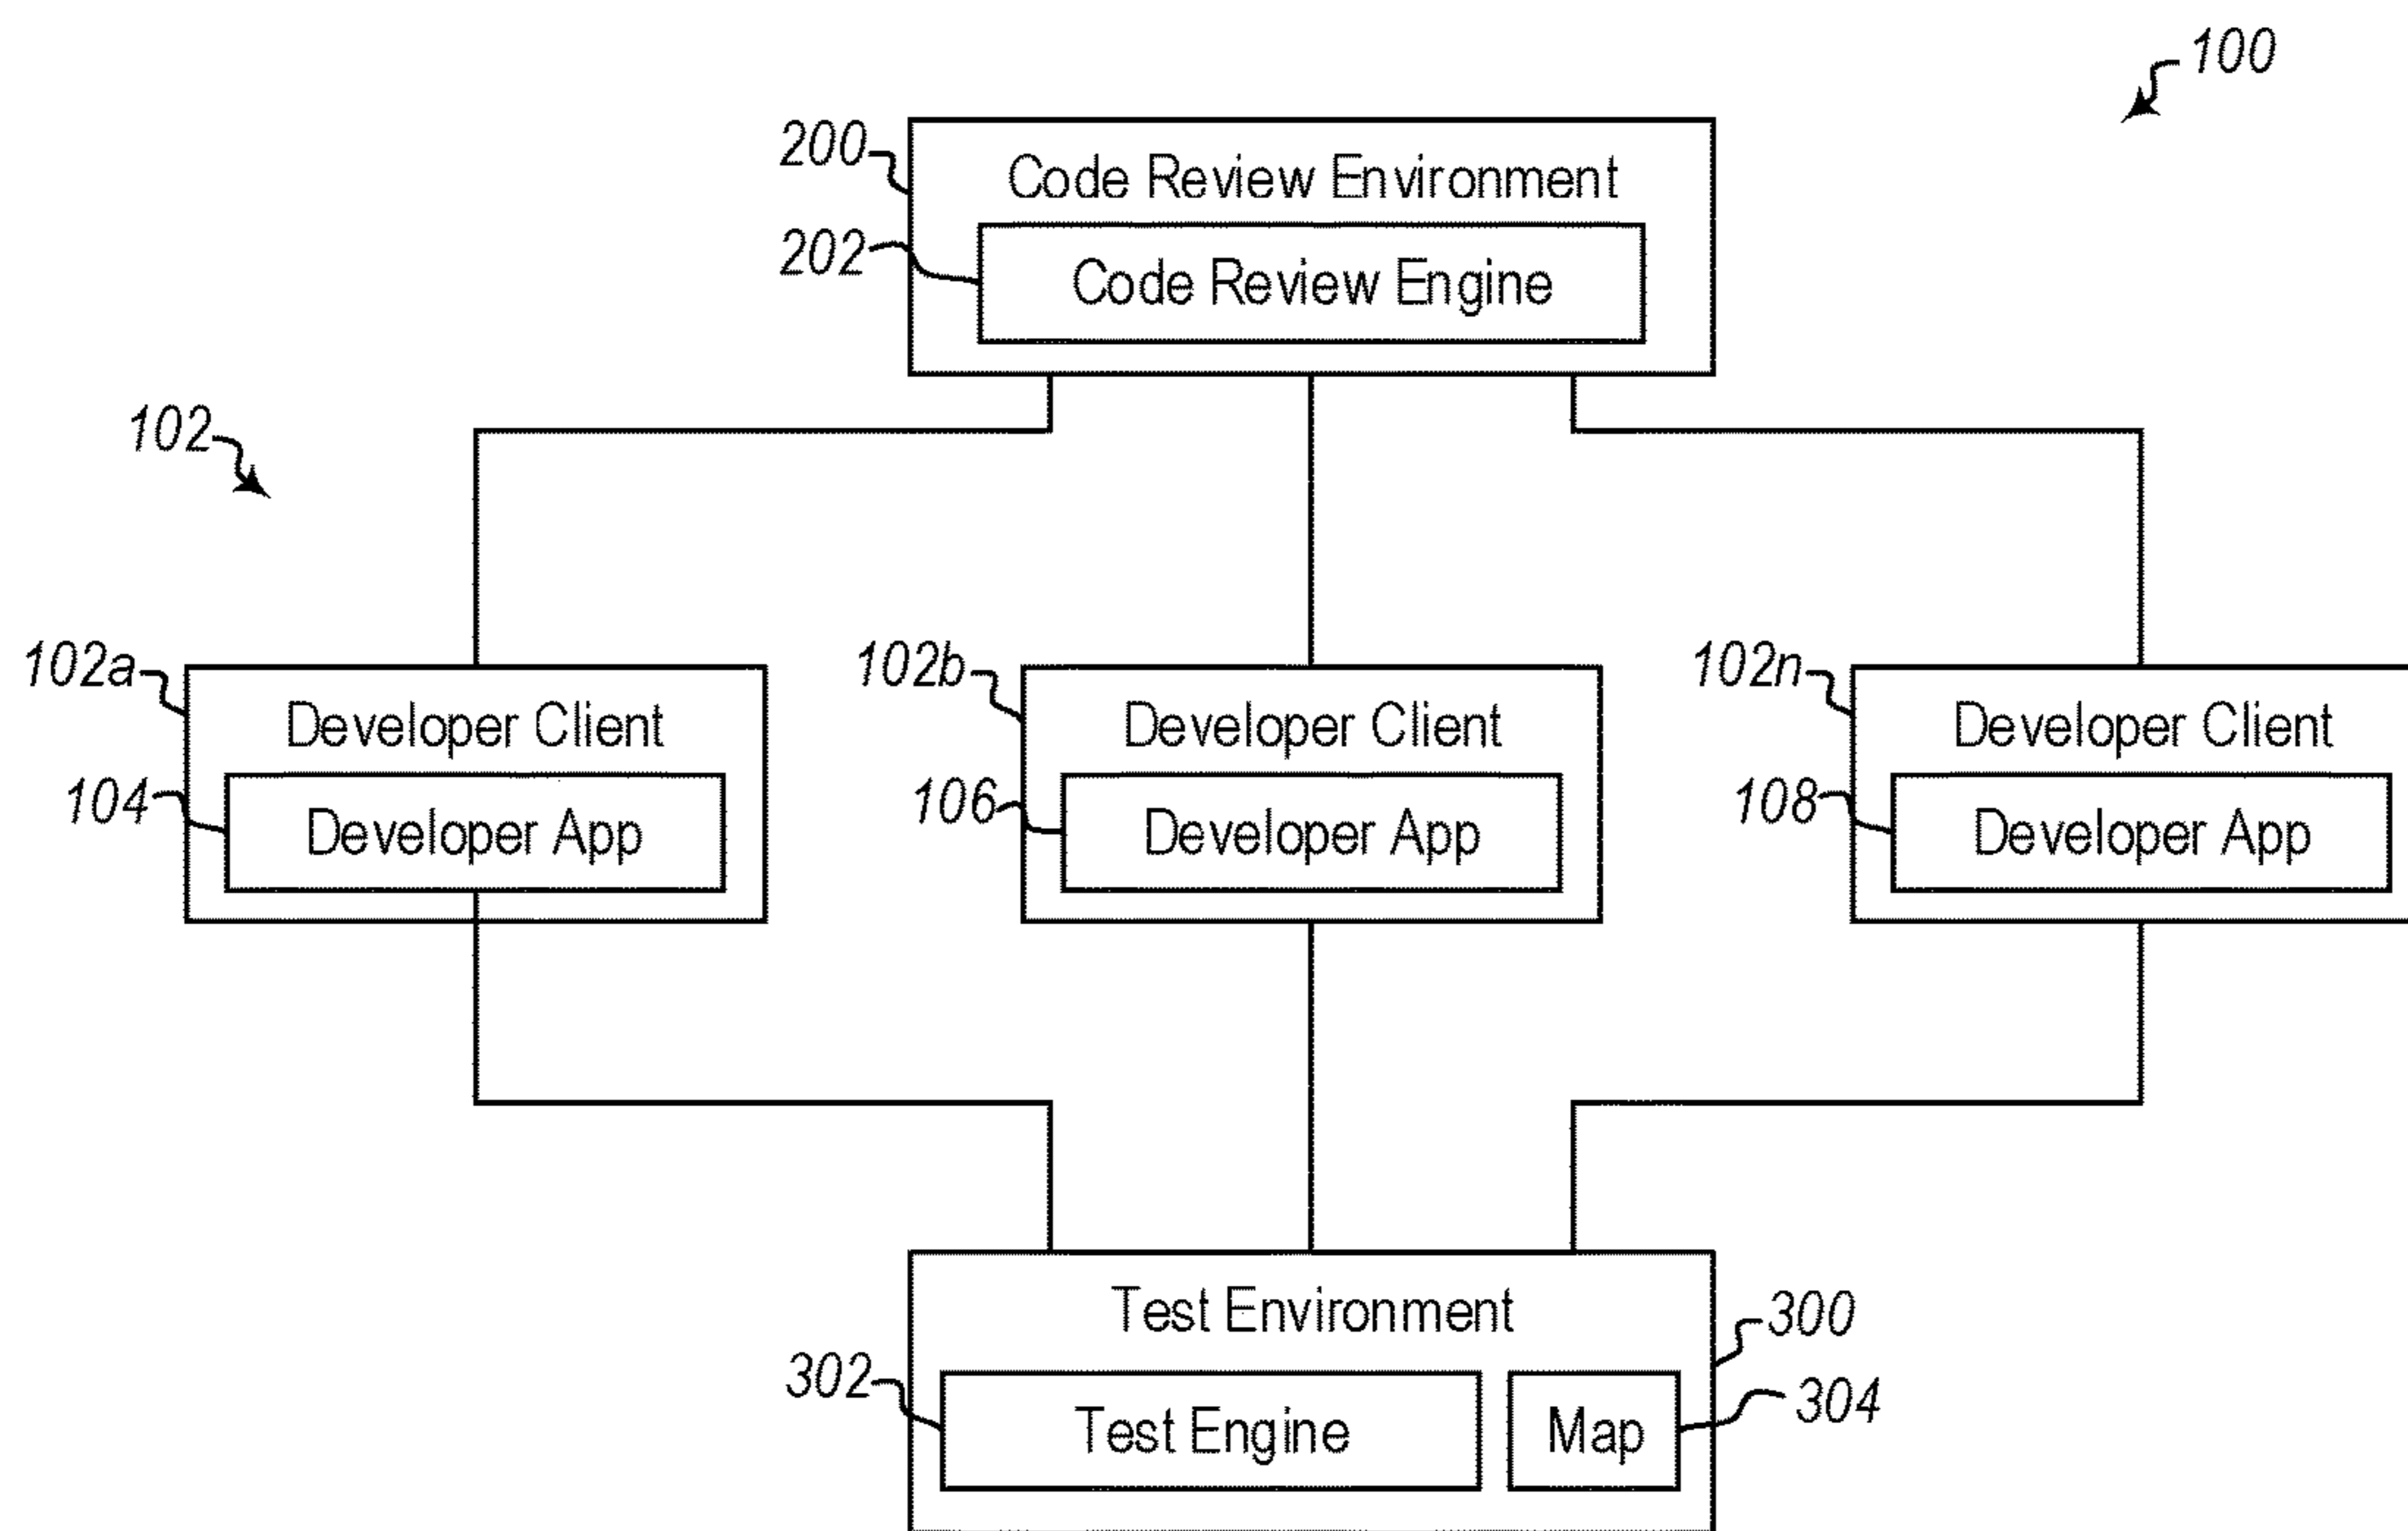 100
200
Code Review Environment
202
Code Review Engine
102
102a
Developer Client
104
Developer App
102b
Developer Client
106
Developer App
102n
Developer Client
108
Developer App
Test Environment
300
302
Test Engine
Map
304